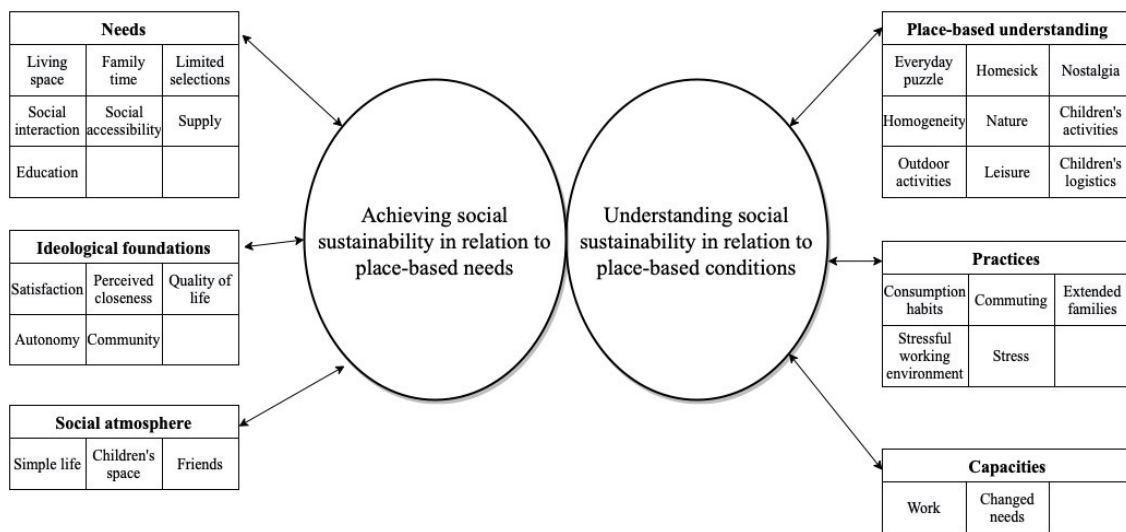 Needs
Living
space
Family
time
Limited
selections
Social
interaction
Social
accessibility
Supply
Education
Ideological foundations
Satisfaction
Perceived
closeness
Quality of
life
Autonomy
Community
Social atmosphere
Simple life
Children's
space
Friends
Achieving social
sustainability in relation to
place-based needs
Understanding social
sustainability in relation to
place-based conditions
Place-based understanding
Everyday
puzzle
Homesick
Nostalgia
Homogeneity
Nature
Children's
activities
Outdoor
activities
Leisure
Children's
logistics
Practices
Consumption
habits
Commuting
Extended
families
Stressful
working
environment
Stress
Capacities
Work
Changed
needs